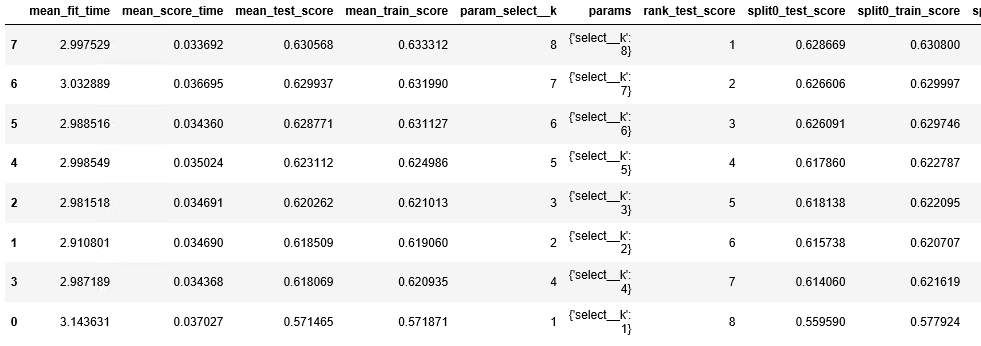 mean_fit_time mean_score_time mean_test_score mean_train_score param_select__k params rank_test_score split0_test_score split0_train_score sp
7 2.997529 0.033692 0.630568 0.633312 8 {'select__k': 8} 1 0.628669 0.630800
6 3.032889 0.036695 0.629937 0.631990 7 {'select__k': 7} 2 0.626606 0.629997
5 2.988516 0.034360 0.628771 0.631127 6 {'select__k': 6} 3 0.626091 0.629746
4 2.998549 0.035024 0.623112 0.624986 5 {'select__k': 5} 4 0.617860 0.622787
2 2.981518 0.034691 0.620262 0.621013 3 {'select__k': 3} 5 0.618138 0.622095
1 2.910801 0.034690 0.618509 0.619060 2 {'select__k': 2} 6 0.615738 0.620707
3 2.987189 0.034368 0.618069 0.620935 4 {'select__k': 4} 7 0.614060 0.621619
0 3.143631 0.037027 0.571465 0.571871 1 {'select__k': 1} 8 0.559590 0.577924